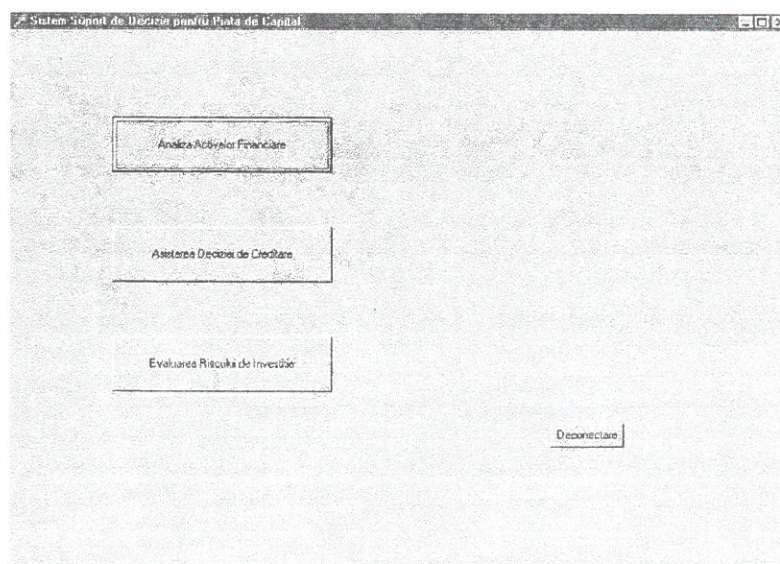 Sistem Suport de Decizie pentru Piata de Capital
Analiza Activelor Financiare
Asistarea Deciziei de Creditare
Evaluarea Riscului de Investitie
Deconectare